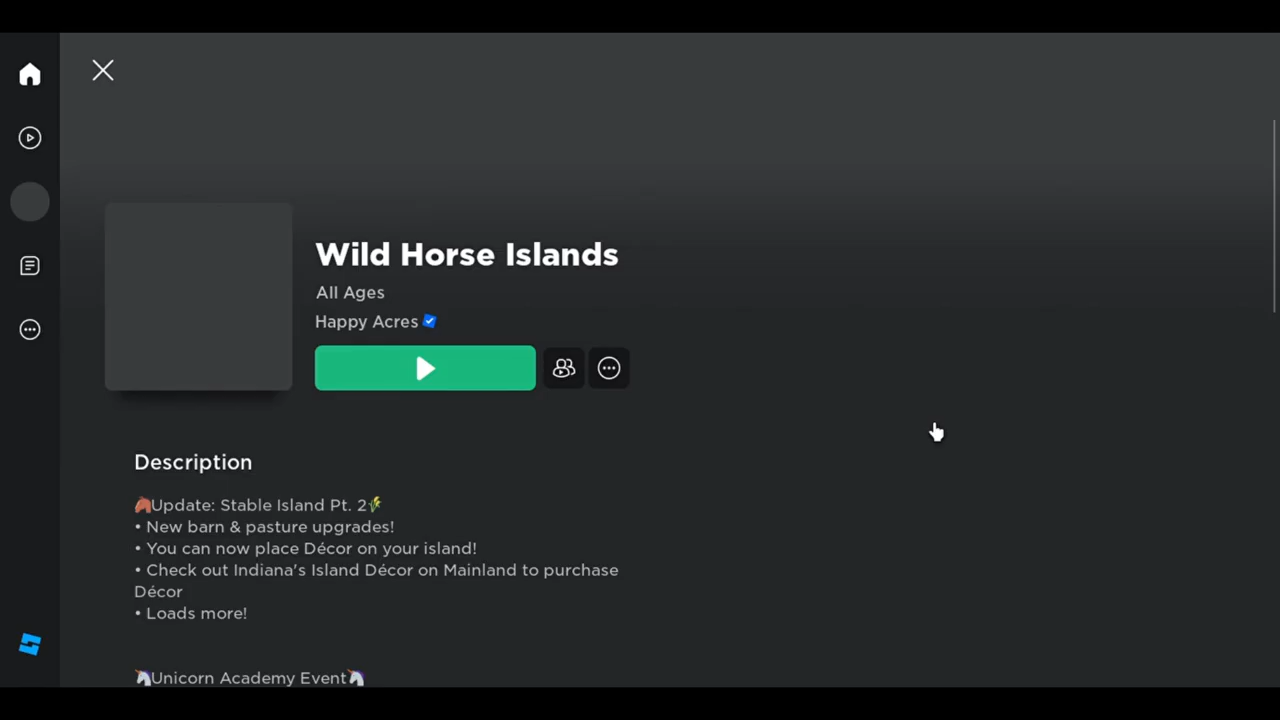 Wild Horse Islands
All Ages
Happy Acres
Description
🐴Update: Stable Island Pt. 2🌾
• New barn & pasture upgrades!
• You can now place Décor on your island!
• Check out Indiana's Island Décor on Mainland to purchase
Décor
• Loads more!
🦄Unicorn Academy Event🦄